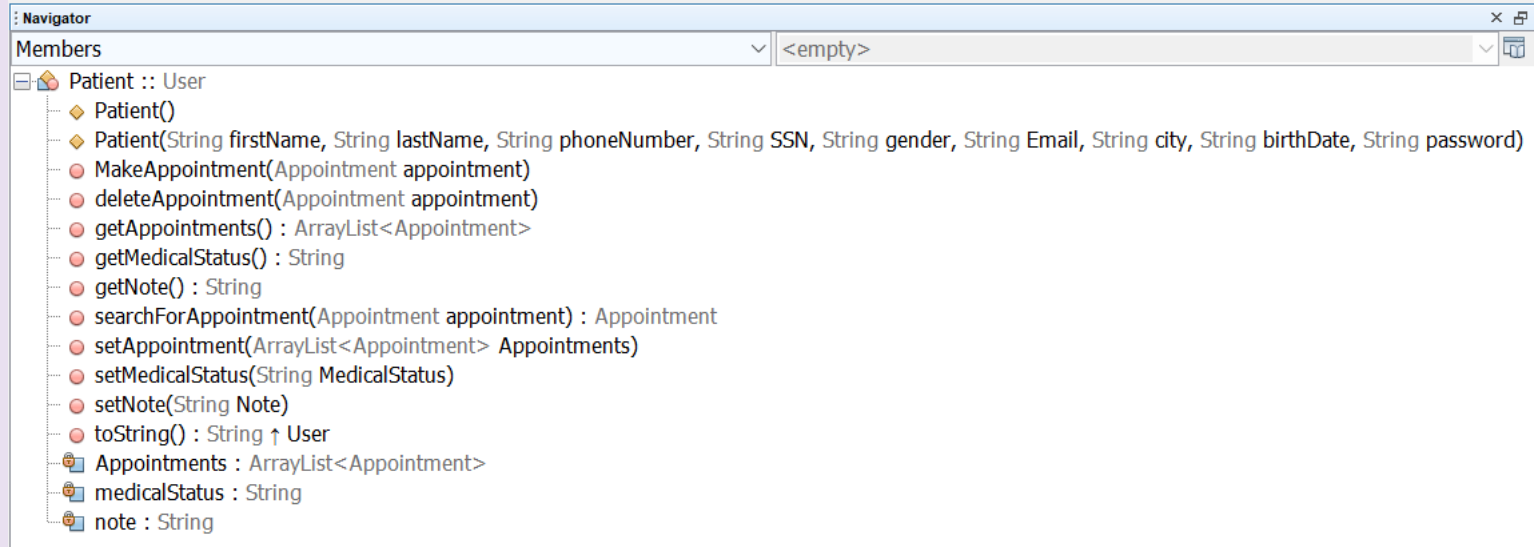 Navigator
Members <empty>
Patient :: User
Patient()
Patient(String firstName, String lastName, String phoneNumber, String SSN, String gender, String Email, String city, String birthDate, String password)
MakeAppointment(Appointment appointment)
deleteAppointment(Appointment appointment)
getAppointments() : ArrayList<Appointment>
getMedicalStatus() : String
getNote() : String
searchForAppointment(Appointment appointment) : Appointment
setAppointment(ArrayList<Appointment> Appointments)
setMedicalStatus(String MedicalStatus)
setNote(String Note)
toString() : String ↑ User
Appointments : ArrayList<Appointment>
medicalStatus : String
note : String